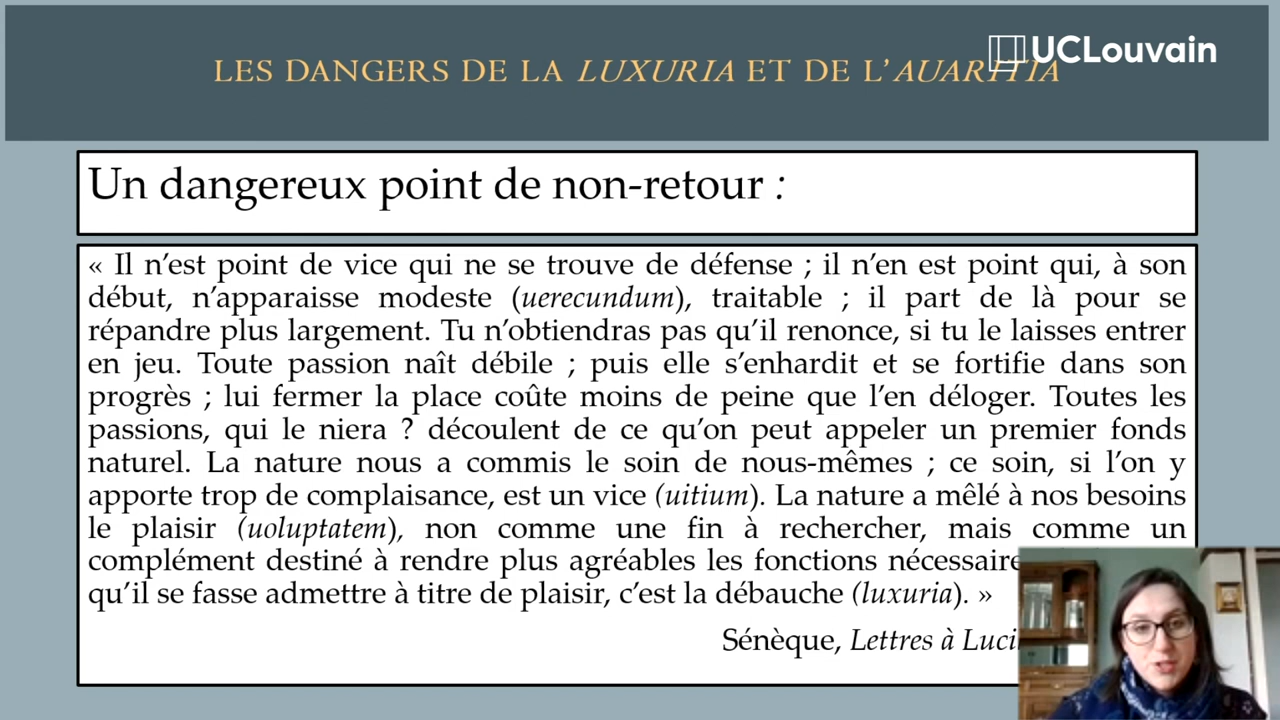 UCLouvain
LES DANGERS DE LA LUXURIA ET DE L’AUARITIA
Un dangereux point de non-retour :
« Il n’est point de vice qui ne se trouve de défense ; il n’en est point qui, à son
début, n’apparaisse modeste (uerecundum), traitable ; il part de là pour se
répandre plus largement. Tu n’obtiendras pas qu’il renonce, si tu le laisses entrer
en jeu. Toute passion naît débile ; puis elle s’enhardit et se fortifie dans son
progrès ; lui fermer la place coûte moins de peine que l’en déloger. Toutes les
passions, qui le niera ? découlent de ce qu’on peut appeler un premier fonds
naturel. La nature nous a commis le soin de nous-mêmes ; ce soin, si l’on y
apporte trop de complaisance, est un vice (uitium). La nature a mêlé à nos besoins
le plaisir (uoluptatem), non comme une fin à rechercher, mais comme un
complément destiné à rendre plus agréables les fonctions nécessaire
qu’il se fasse admettre à titre de plaisir, c’est la débauche (luxuria). »
Sénèque, Lettres à